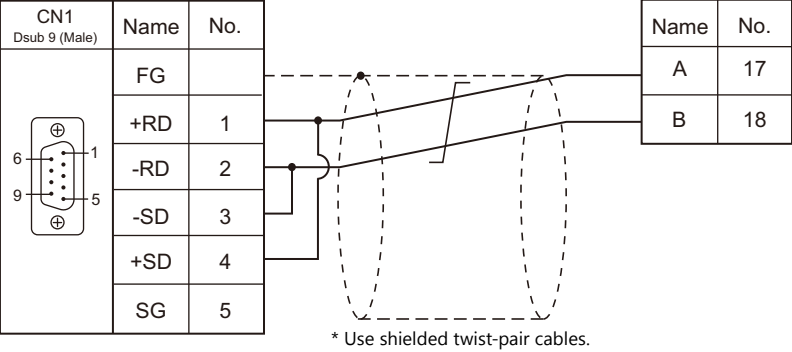 CN1
Dsub 9 (Male)
Name No.
FG
+RD 1
-RD 2
-SD 3
+SD 4
SG 5
6 1
9 5
Name No.
A 17
B 18
* Use shielded twist-pair cables.